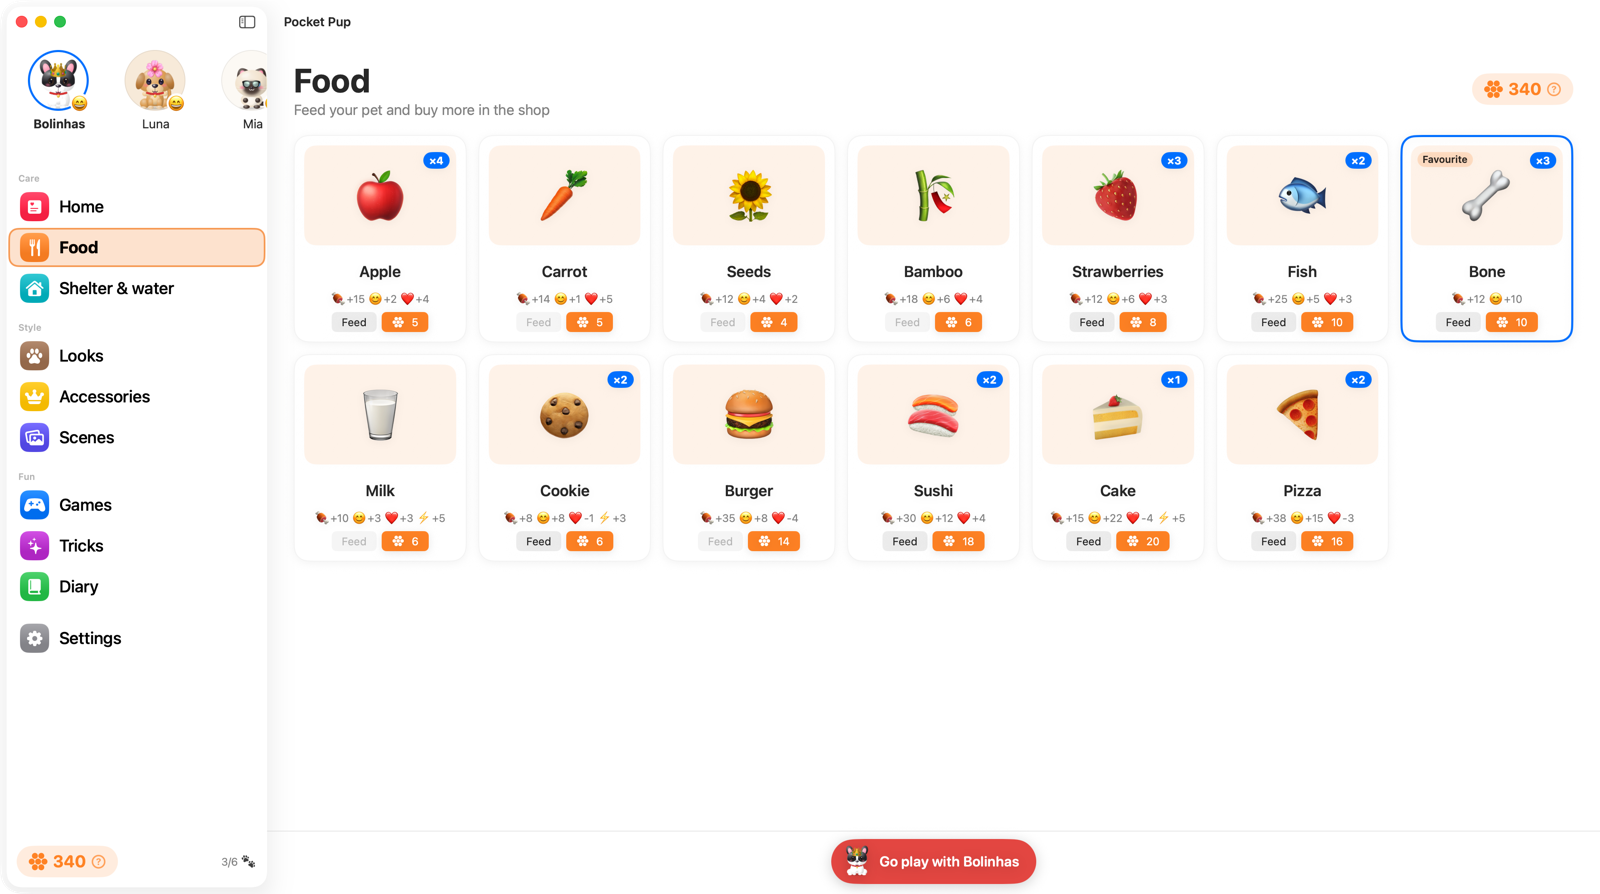 Pocket Pup
Bolinhas
Luna
Mia
Care
Home
Food
Shelter & water
Style
Looks
Accessories
Scenes
Fun
Games
Tricks
Diary
Settings
340 ?
3/6
Food
Feed your pet and buy more in the shop
340 ?
×4
Apple
+15 +2 +4
Feed 5
Carrot
+14 +1 +5
Feed 5
Seeds
+12 +4 +2
Feed 4
Bamboo
+18 +6 +4
Feed 6
×3
Strawberries
+12 +6 +3
Feed 8
×2
Fish
+25 +5 +3
Feed 10
Favourite ×3
Bone
+12 +10
Feed 10
Milk
+10 +3 +3 +5
Feed 6
×2
Cookie
+8 +8 -1 +3
Feed 6
Burger
+35 +8 -4
Feed 14
×2
Sushi
+30 +12 +4
Feed 18
×1
Cake
+15 +22 -4 +5
Feed 20
×2
Pizza
+38 +15 -3
Feed 16
Go play with Bolinhas